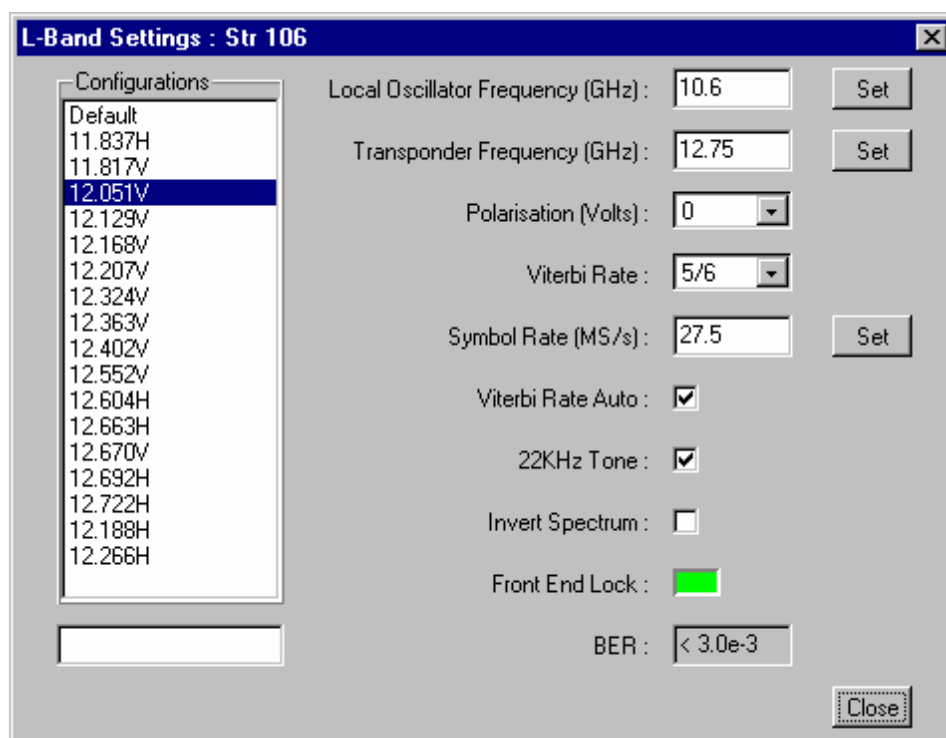 L-Band Settings : Str 106
Configurations
Default
11.837H
11.817V
12.051V
12.129V
12.168V
12.207V
12.324V
12.363V
12.402V
12.552V
12.604H
12.663H
12.670V
12.692H
12.722H
12.188H
12.266H
Local Oscillator Frequency (GHz) : 10.6 Set
Transponder Frequency (GHz) : 12.75 Set
Polarisation (Volts) : 0
Viterbi Rate : 5/6
Symbol Rate (MS/s) : 27.5 Set
Viterbi Rate Auto :
22KHz Tone :
Invert Spectrum :
Front End Lock :
BER : < 3.0e-3
Close